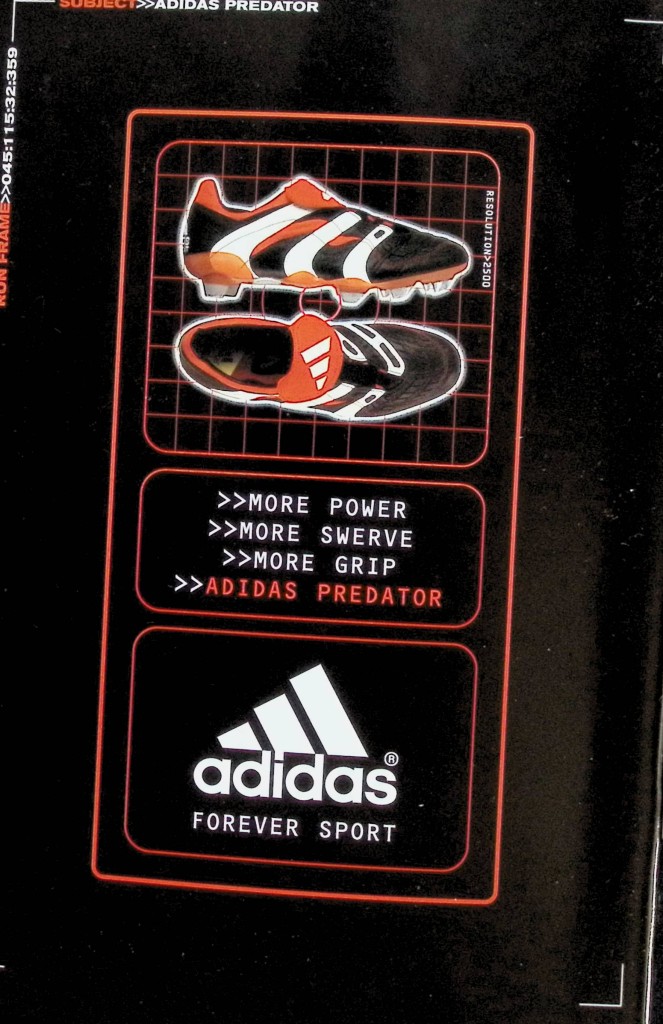 SUBJECT>>ADIDAS PREDATOR
RUN FRAME>>045:115:32:359
RESOLUTION>2500
>>MORE POWER
>>MORE SWERVE
>>MORE GRIP
>>ADIDAS PREDATOR
adidas®
FOREVER SPORT